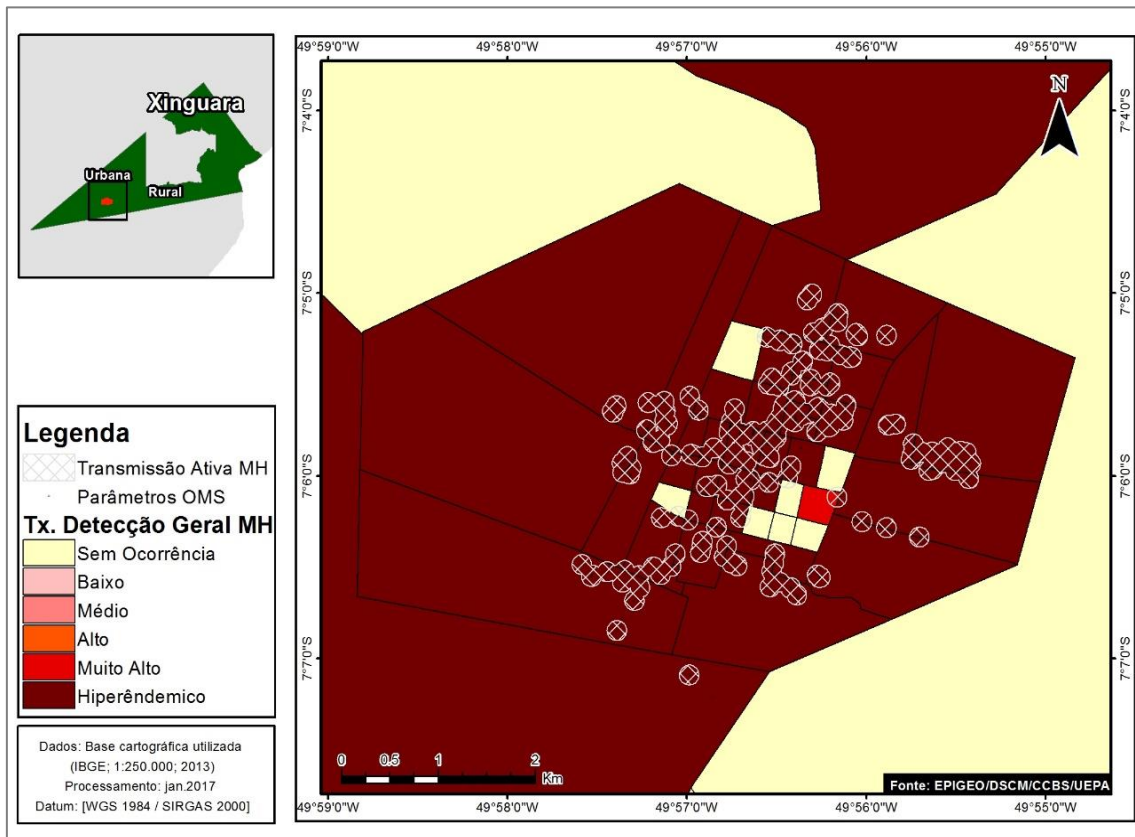 Xinguara
Urbana
Rural
Legenda
Transmissão Ativa MH
Parâmetros OMS
Tx. Detecção Geral MH
Sem Ocorrência
Baixo
Médio
Alto
Muito Alto
Hiperêndemico
Dados: Base cartográfica utilizada
(IBGE; 1:250.000; 2013)
Processamento: jan.2017
Datum: [WGS 1984 / SIRGAS 2000]
49°59'0"W 49°58'0"W 49°57'0"W 49°56'0"W 49°55'0"W
N
7°4'0"S 7°4'0"S
7°5'0"S 7°5'0"S
7°6'0"S 7°6'0"S
7°7'0"S 7°7'0"S
0 0.5 1 2
Km
Fonte: EPIGEO/DSCM/CCBS/UEPA
49°59'0"W 49°58'0"W 49°57'0"W 49°56'0"W 49°55'0"W